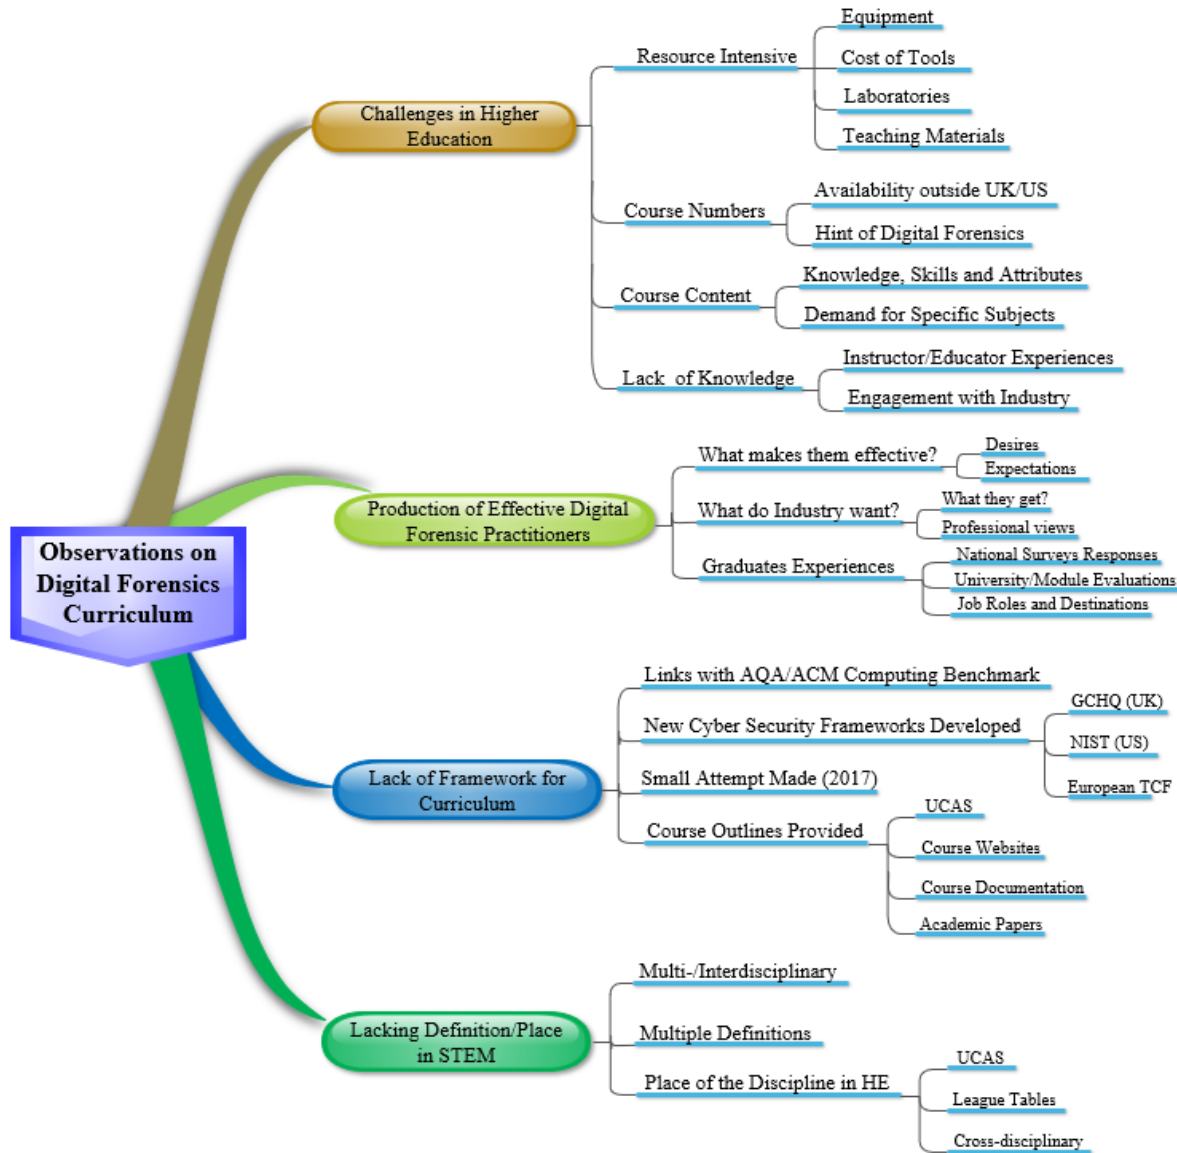 Observations on
Digital Forensics
Curriculum
Challenges in Higher
Education
Resource Intensive
Equipment
Cost of Tools
Laboratories
Teaching Materials
Course Numbers
Availability outside UK/US
Hint of Digital Forensics
Course Content
Knowledge, Skills and Attributes
Demand for Specific Subjects
Lack of Knowledge
Instructor/Educator Experiences
Engagement with Industry
Production of Effective Digital
Forensic Practitioners
What makes them effective?
Desires
Expectations
What do Industry want?
What they get?
Professional views
Graduates Experiences
National Surveys Responses
University/Module Evaluations
Job Roles and Destinations
Lack of Framework for
Curriculum
Links with AQA/ACM Computing Benchmark
New Cyber Security Frameworks Developed
GCHQ (UK)
NIST (US)
European TCF
Small Attempt Made (2017)
Course Outlines Provided
UCAS
Course Websites
Course Documentation
Academic Papers
Lacking Definition/Place
in STEM
Multi-/Interdisciplinary
Multiple Definitions
Place of the Discipline in HE
UCAS
League Tables
Cross-disciplinary